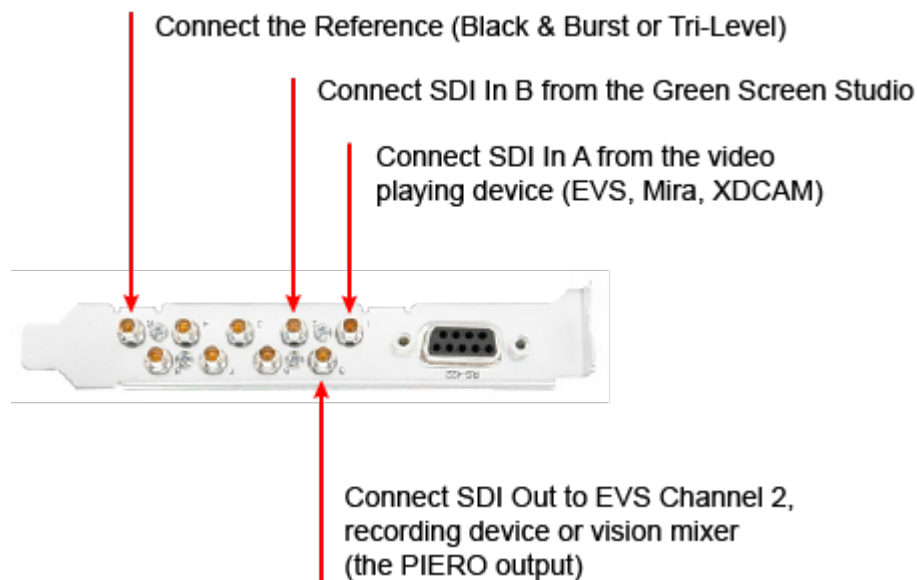 Connect the Reference (Black & Burst or Tri-Level)
Connect SDI In B from the Green Screen Studio
Connect SDI In A from the video
playing device (EVS, Mira, XDCAM)
RS-422
Connect SDI Out to EVS Channel 2,
recording device or vision mixer
(the PIERO output)